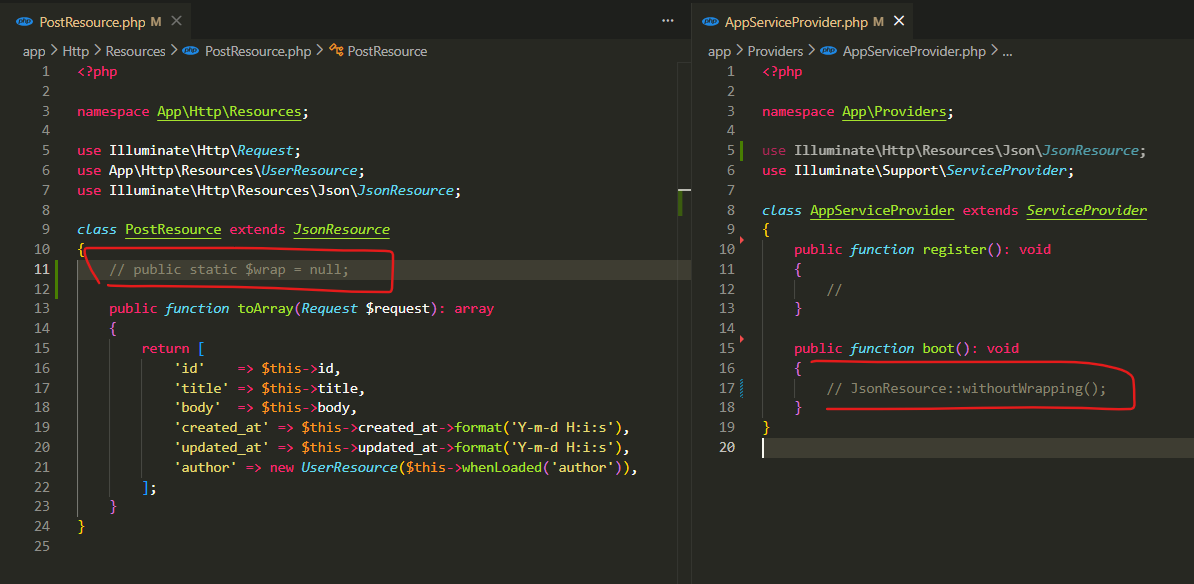 PostResource.php M
app > Http > Resources > PostResource.php > PostResource
1 <?php
2
3 namespace App\Http\Resources;
4
5 use Illuminate\Http\Request;
6 use App\Http\Resources\UserResource;
7 use Illuminate\Http\Resources\Json\JsonResource;
8
9 class PostResource extends JsonResource
10 {
11 // public static $wrap = null;
12
13 public function toArray(Request $request): array
14 {
15 return [
16 'id' => $this->id,
17 'title' => $this->title,
18 'body' => $this->body,
19 'created_at' => $this->created_at->format('Y-m-d H:i:s'),
20 'updated_at' => $this->updated_at->format('Y-m-d H:i:s'),
21 'author' => new UserResource($this->whenLoaded('author')),
22 ];
23 }
24 }
25
php AppServiceProvider.php M
app > Providers > php AppServiceProvider.php > ...
1 <?php
2
3 namespace App\Providers;
4
5 use Illuminate\Http\Resources\Json\JsonResource;
6 use Illuminate\Support\ServiceProvider;
7
8 class AppServiceProvider extends ServiceProvider
9 {
10 public function register(): void
11 {
12 //
13 }
14
15 public function boot(): void
16 {
17 // JsonResource::withoutWrapping();
18 }
19 }
20